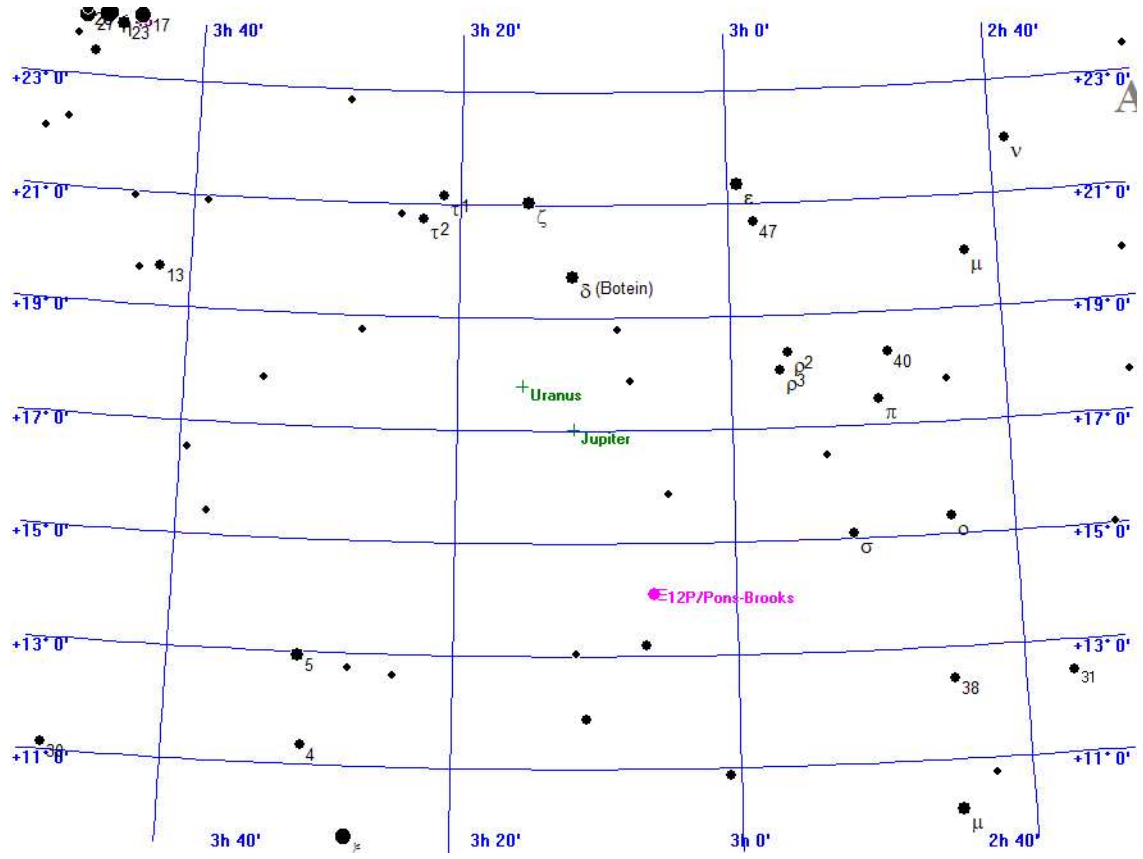 3h 40'
3h 20'
3h 0'
2h 40'
27
23
17
+23° 0'
+23° 0'
A
ν
+21° 0'
+21° 0'
τ1
τ2
ζ
ε
47
μ
13
δ (Botein)
+19° 0'
+19° 0'
ρ2
ρ3
40
π
Uranus
+17° 0'
+17° 0'
Jupiter
+15° 0'
+15° 0'
σ
ο
12P/Pons-Brooks
+13° 0'
+13° 0'
5
38
31
30
4
+11° 0'
+11° 0'
μ
3h 40'
3h 20'
3h 0'
2h 40'